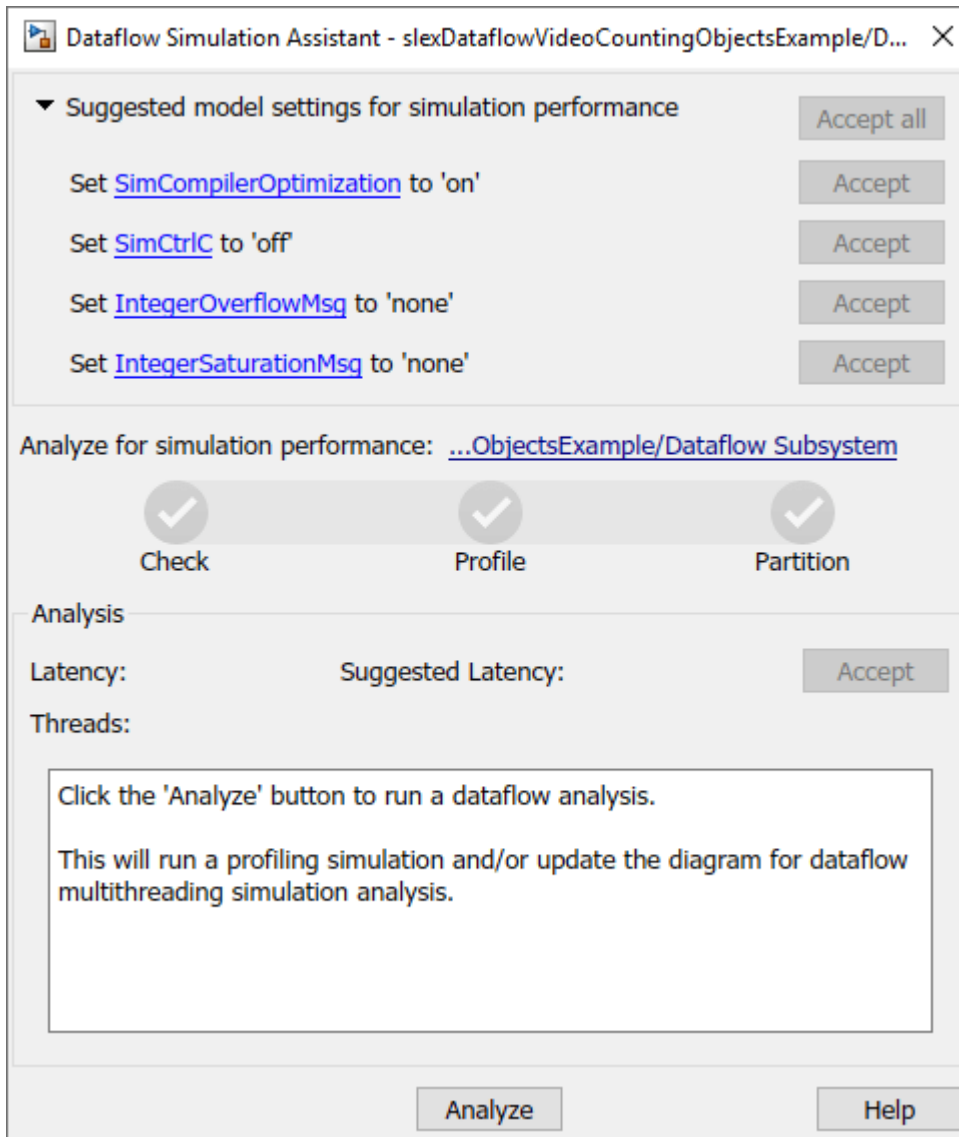 Dataflow Simulation Assistant - slexDataflowVideoCountingObjectsExample/D...
Suggested model settings for simulation performance
Accept all
Set SimCompilerOptimization to 'on'
Accept
Set SimCtrlC to 'off'
Accept
Set IntegerOverflowMsg to 'none'
Accept
Set IntegerSaturationMsg to 'none'
Accept
Analyze for simulation performance: ...ObjectsExample/Dataflow Subsystem
Check Profile Partition
Analysis
Latency: Suggested Latency: Accept
Threads:
Click the 'Analyze' button to run a dataflow analysis.
This will run a profiling simulation and/or update the diagram for dataflow
multithreading simulation analysis.
Analyze Help